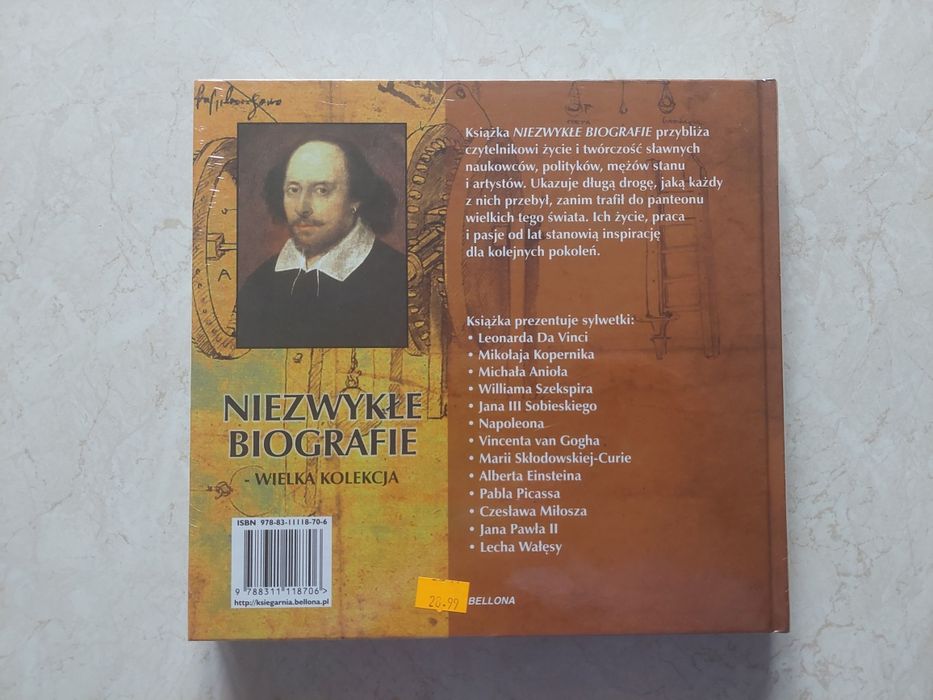 Książka NIEZWYKŁE BIOGRAFIE przybliża
czytelnikowi życie i twórczość sławnych
naukowców, polityków, mężów stanu
i artystów. Ukazuje długą drogę, jaką każdy
z nich przebył, zanim trafił do panteonu
wielkich tego świata. Ich życie, praca
i pasje od lat stanowią inspirację
dla kolejnych pokoleń.
Książka prezentuje sylwetki:
• Leonarda Da Vinci
• Mikołaja Kopernika
• Michała Anioła
• Williama Szekspira
• Jana III Sobieskiego
• Napoleona
• Vincenta van Gogha
• Marii Skłodowskiej-Curie
• Alberta Einsteina
• Pabla Picassa
• Czesława Miłosza
• Jana Pawła II
• Lecha Wałęsy
NIEZWYKŁE
BIOGRAFIE
- WIELKA KOLEKCJA
ISBN 978-83-11118-70-6
9 788311 118706 >
http://ksiegarnia.bellona.pl
28.99
BELLONA
A